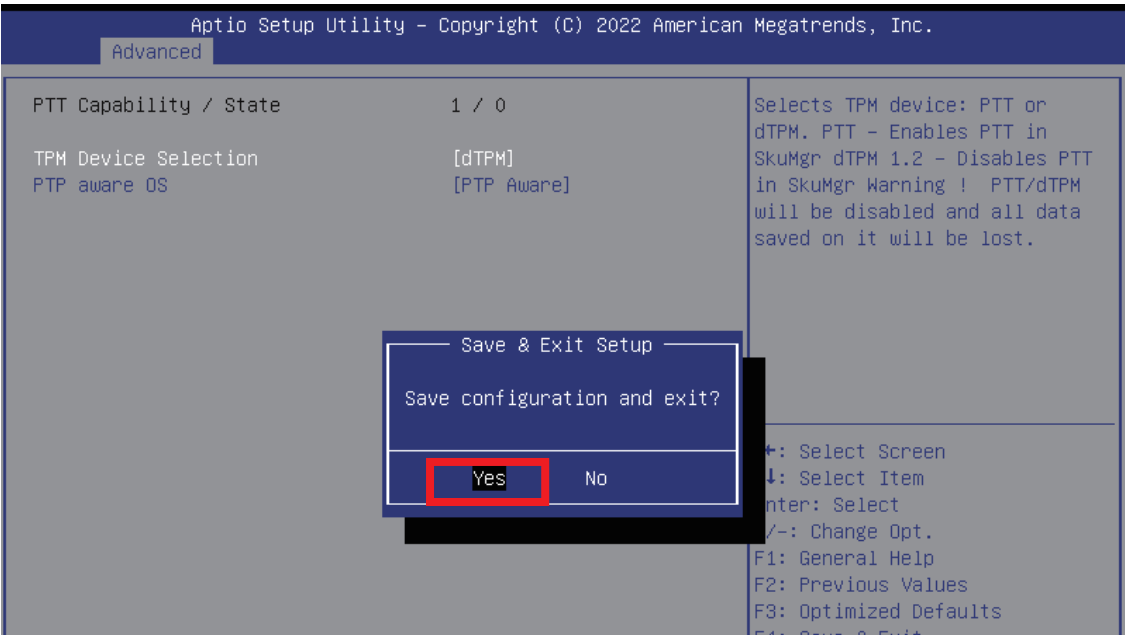 Aptio Setup Utility – Copyright (C) 2022 American Megatrends, Inc.
Advanced
PTT Capability / State 1 / 0
TPM Device Selection [dTPM]
PTP aware OS [PTP Aware]
Selects TPM device: PTT or
dTPM. PTT – Enables PTT in
SkuMgr dTPM 1.2 – Disables PTT
in SkuMgr Warning ! PTT/dTPM
will be disabled and all data
saved on it will be lost.
Save & Exit Setup
Save configuration and exit?
Yes No
: Select Screen
↓: Select Item
nter: Select
/-: Change Opt.
F1: General Help
F2: Previous Values
F3: Optimized Defaults